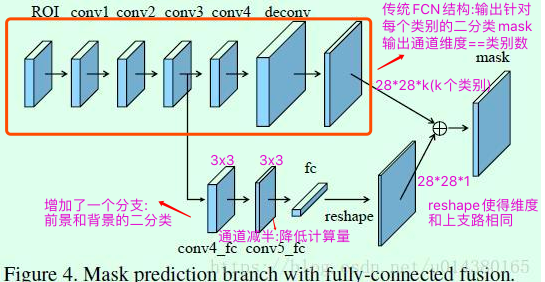 ROI conv1 conv2 conv3 conv4 deconv
传统FCN结构:输出针对
每个类别的二分类mask
输出通道维度==类别数
28*28*k(k个类别)
mask
3x3 3x3
fc
增加了一个分支:
前景和背景的二分类
通道减半:降低计算量
conv4_fc conv5_fc
reshape
28*28*1
reshape使得维度
和上支路相同
https://blog.csdn.net/u014380165
Figure 4. Mask prediction branch with fully-connected fusion.